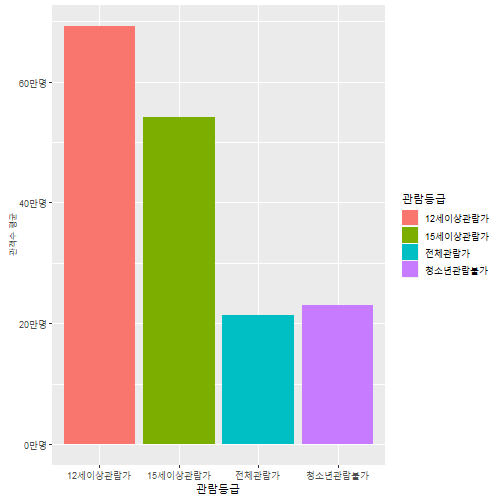 60만명
40만명
20만명
0만명
관객수 평균
12세이상관람가
15세이상관람가
전체관람가
청소년관람불가
관람등급
관람등급
12세이상관람가
15세이상관람가
전체관람가
청소년관람불가